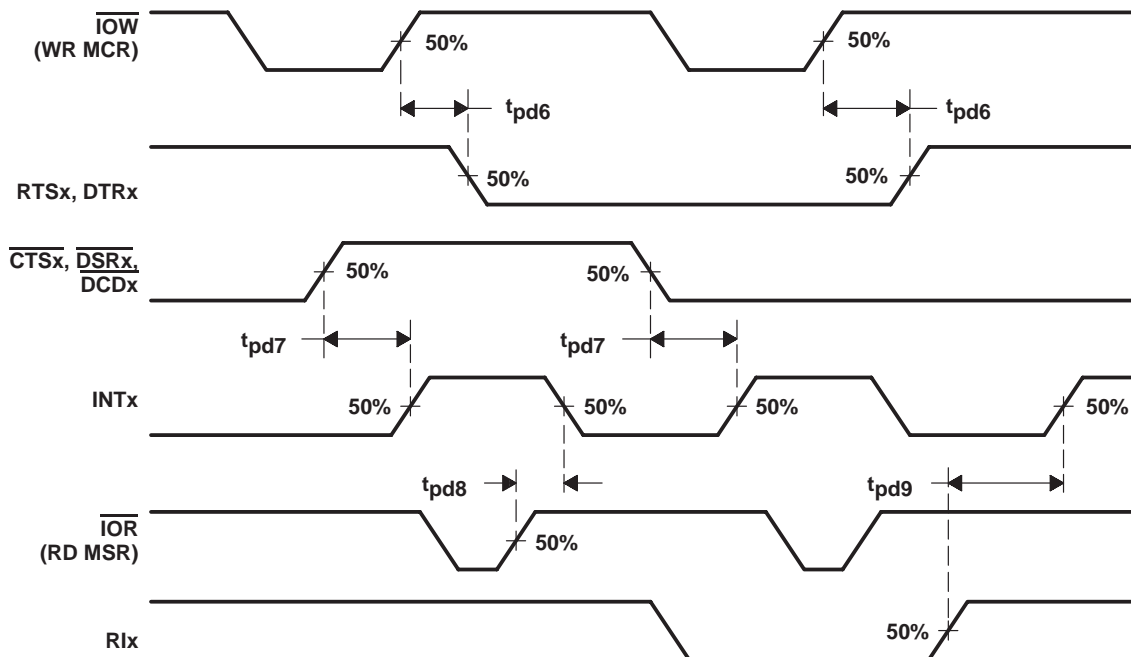 IOW
(WR MCR)
50%
50%
tpd6
tpd6
RTSx, DTRx
50%
50%
CTSx, DSRx,
DCDx
50%
50%
tpd7
tpd7
INTx
50%
50%
50%
50%
tpd8
tpd9
IOR
(RD MSR)
50%
RIx
50%